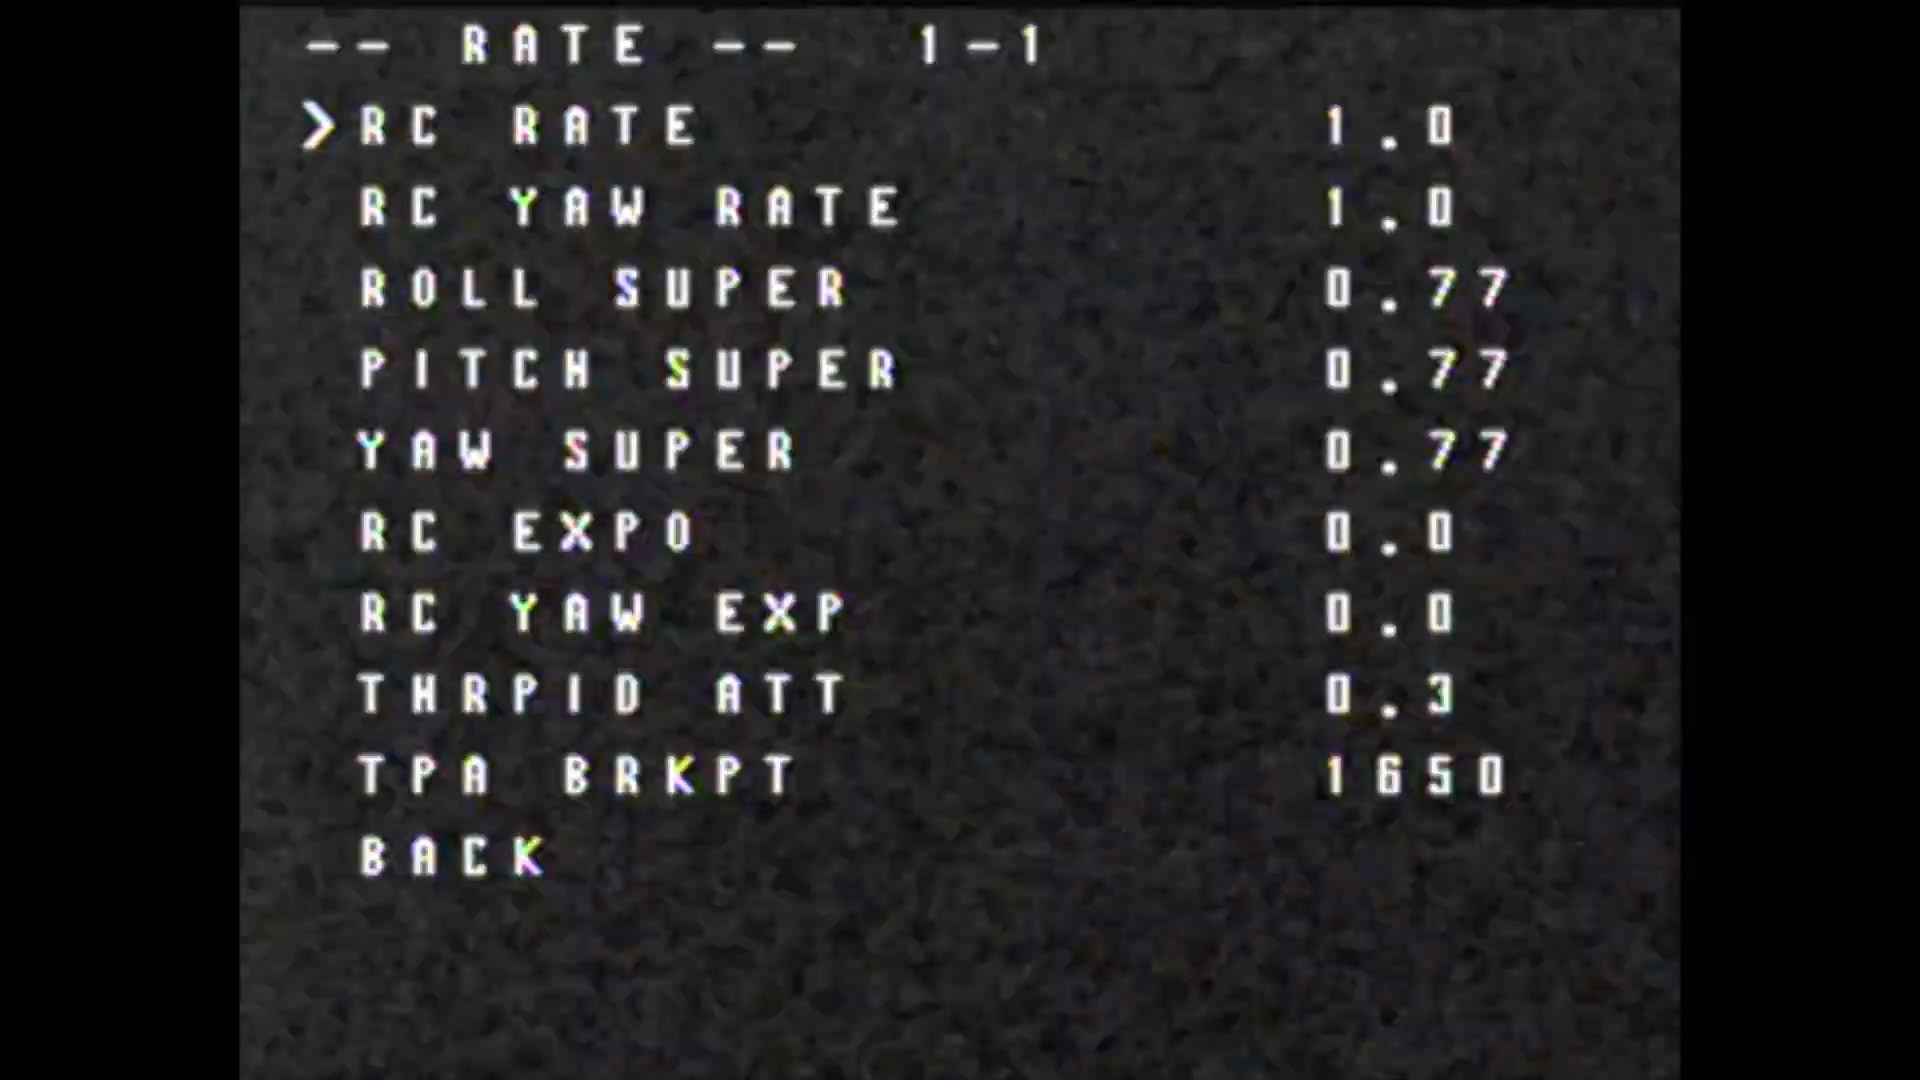 -- RATE -- 1-1
>RC RATE 1.0
RC YAW RATE 1.0
ROLL SUPER 0.77
PITCH SUPER 0.77
YAW SUPER 0.77
RC EXPO 0.0
RC YAW EXP 0.0
THRPID ATT 0.3
TPA BRKPT 1650
BACK